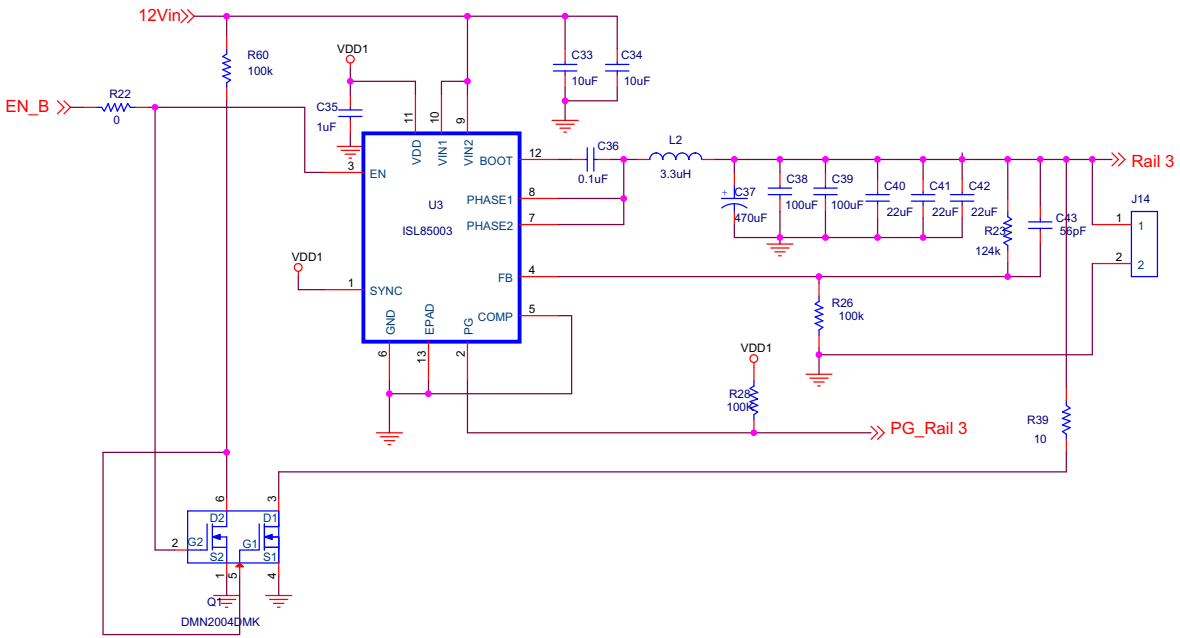 12Vin
R60
100k
VDD1
C33
10uF
C34
10uF
EN_B
R22
0
C35
1uF
11
10
9
VDD
VIN1
VIN2
3
EN
BOOT
12
C36
0.1uF
L2
3.3uH
Rail 3
U3
ISL85003
PHASE1
8
PHASE2
7
+
C37
470uF
C38
100uF
C39
100uF
C40
22uF
C41
22uF
C42
22uF
R23
124k
C43
56pF
J14
1
1
2
2
VDD1
1
SYNC
FB
4
COMP
5
GND
EPAD
PG
6
13
2
R26
100k
VDD1
R28
100K
PG_Rail 3
R39
10
6
3
D2
D1
2
G2
G1
S2
S1
1
5
4
Q1
DMN2004DMK